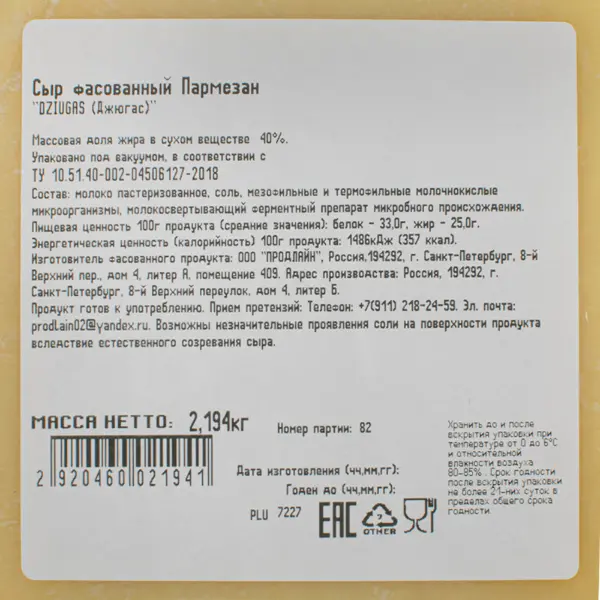 Сыр фасованный Пармезан
"DZIUGAS (Джюгас)"
Массовая доля жира в сухом веществе 40%.
Упаковано под вакуумом, в соответствии с
ТУ 10.51.40-002-04506127-2018
Состав: молоко пастеризованное, соль, мезофильные и термофильные молочнокислые
микроорганизмы, молокосвертывающий ферментный препарат микробного происхождения.
Пищевая ценность 100г продукта (средние значения): белок - 33,0г, жир - 25,0г.
Энергетическая ценность (калорийность) 100г продукта: 1486кДж (357 ккал).
Изготовитель фасованного продукта: ООО "ПРОДЛАЙН", Россия,194292, г. Санкт-Петербург, 8-й
Верхний пер., дом 4, литер А, помещение 409. Адрес производства: Россия, 194292, г.
Санкт-Петербург, 8-й Верхний переулок, дом 4, литер Б.
Продукт готов к употреблению. Прием претензий: Телефон: +7(911) 218-24-59. Эл. почта:
prodlain02@yandex.ru. Возможны незначительные проявления соли на поверхности продукта
вследствие естественного созревания сыра.
МАССА НЕТТО: 2,194кг
Номер партии: 82
2 920460 021941
Дата изготовления (чч,мм,гг):
Годен до (чч,мм,гг):
PLU 7227
EAC
7
OTHER
Хранить до и после
вскрытия упаковки при
температуре от 0 до 6°С
и относительной
влажности воздуха
80-85%. Срок годности
после вскрытия упаковки
не более 21-них суток в
пределах общего срока
годности.